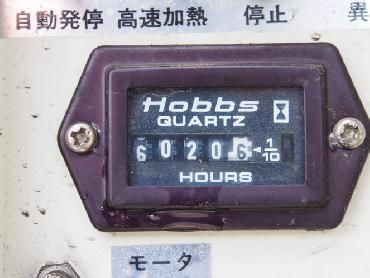 自動発停 高速加熱 停止 異
Hobbs
QUARTZ
60206 ◄1/10
HOURS
モータ